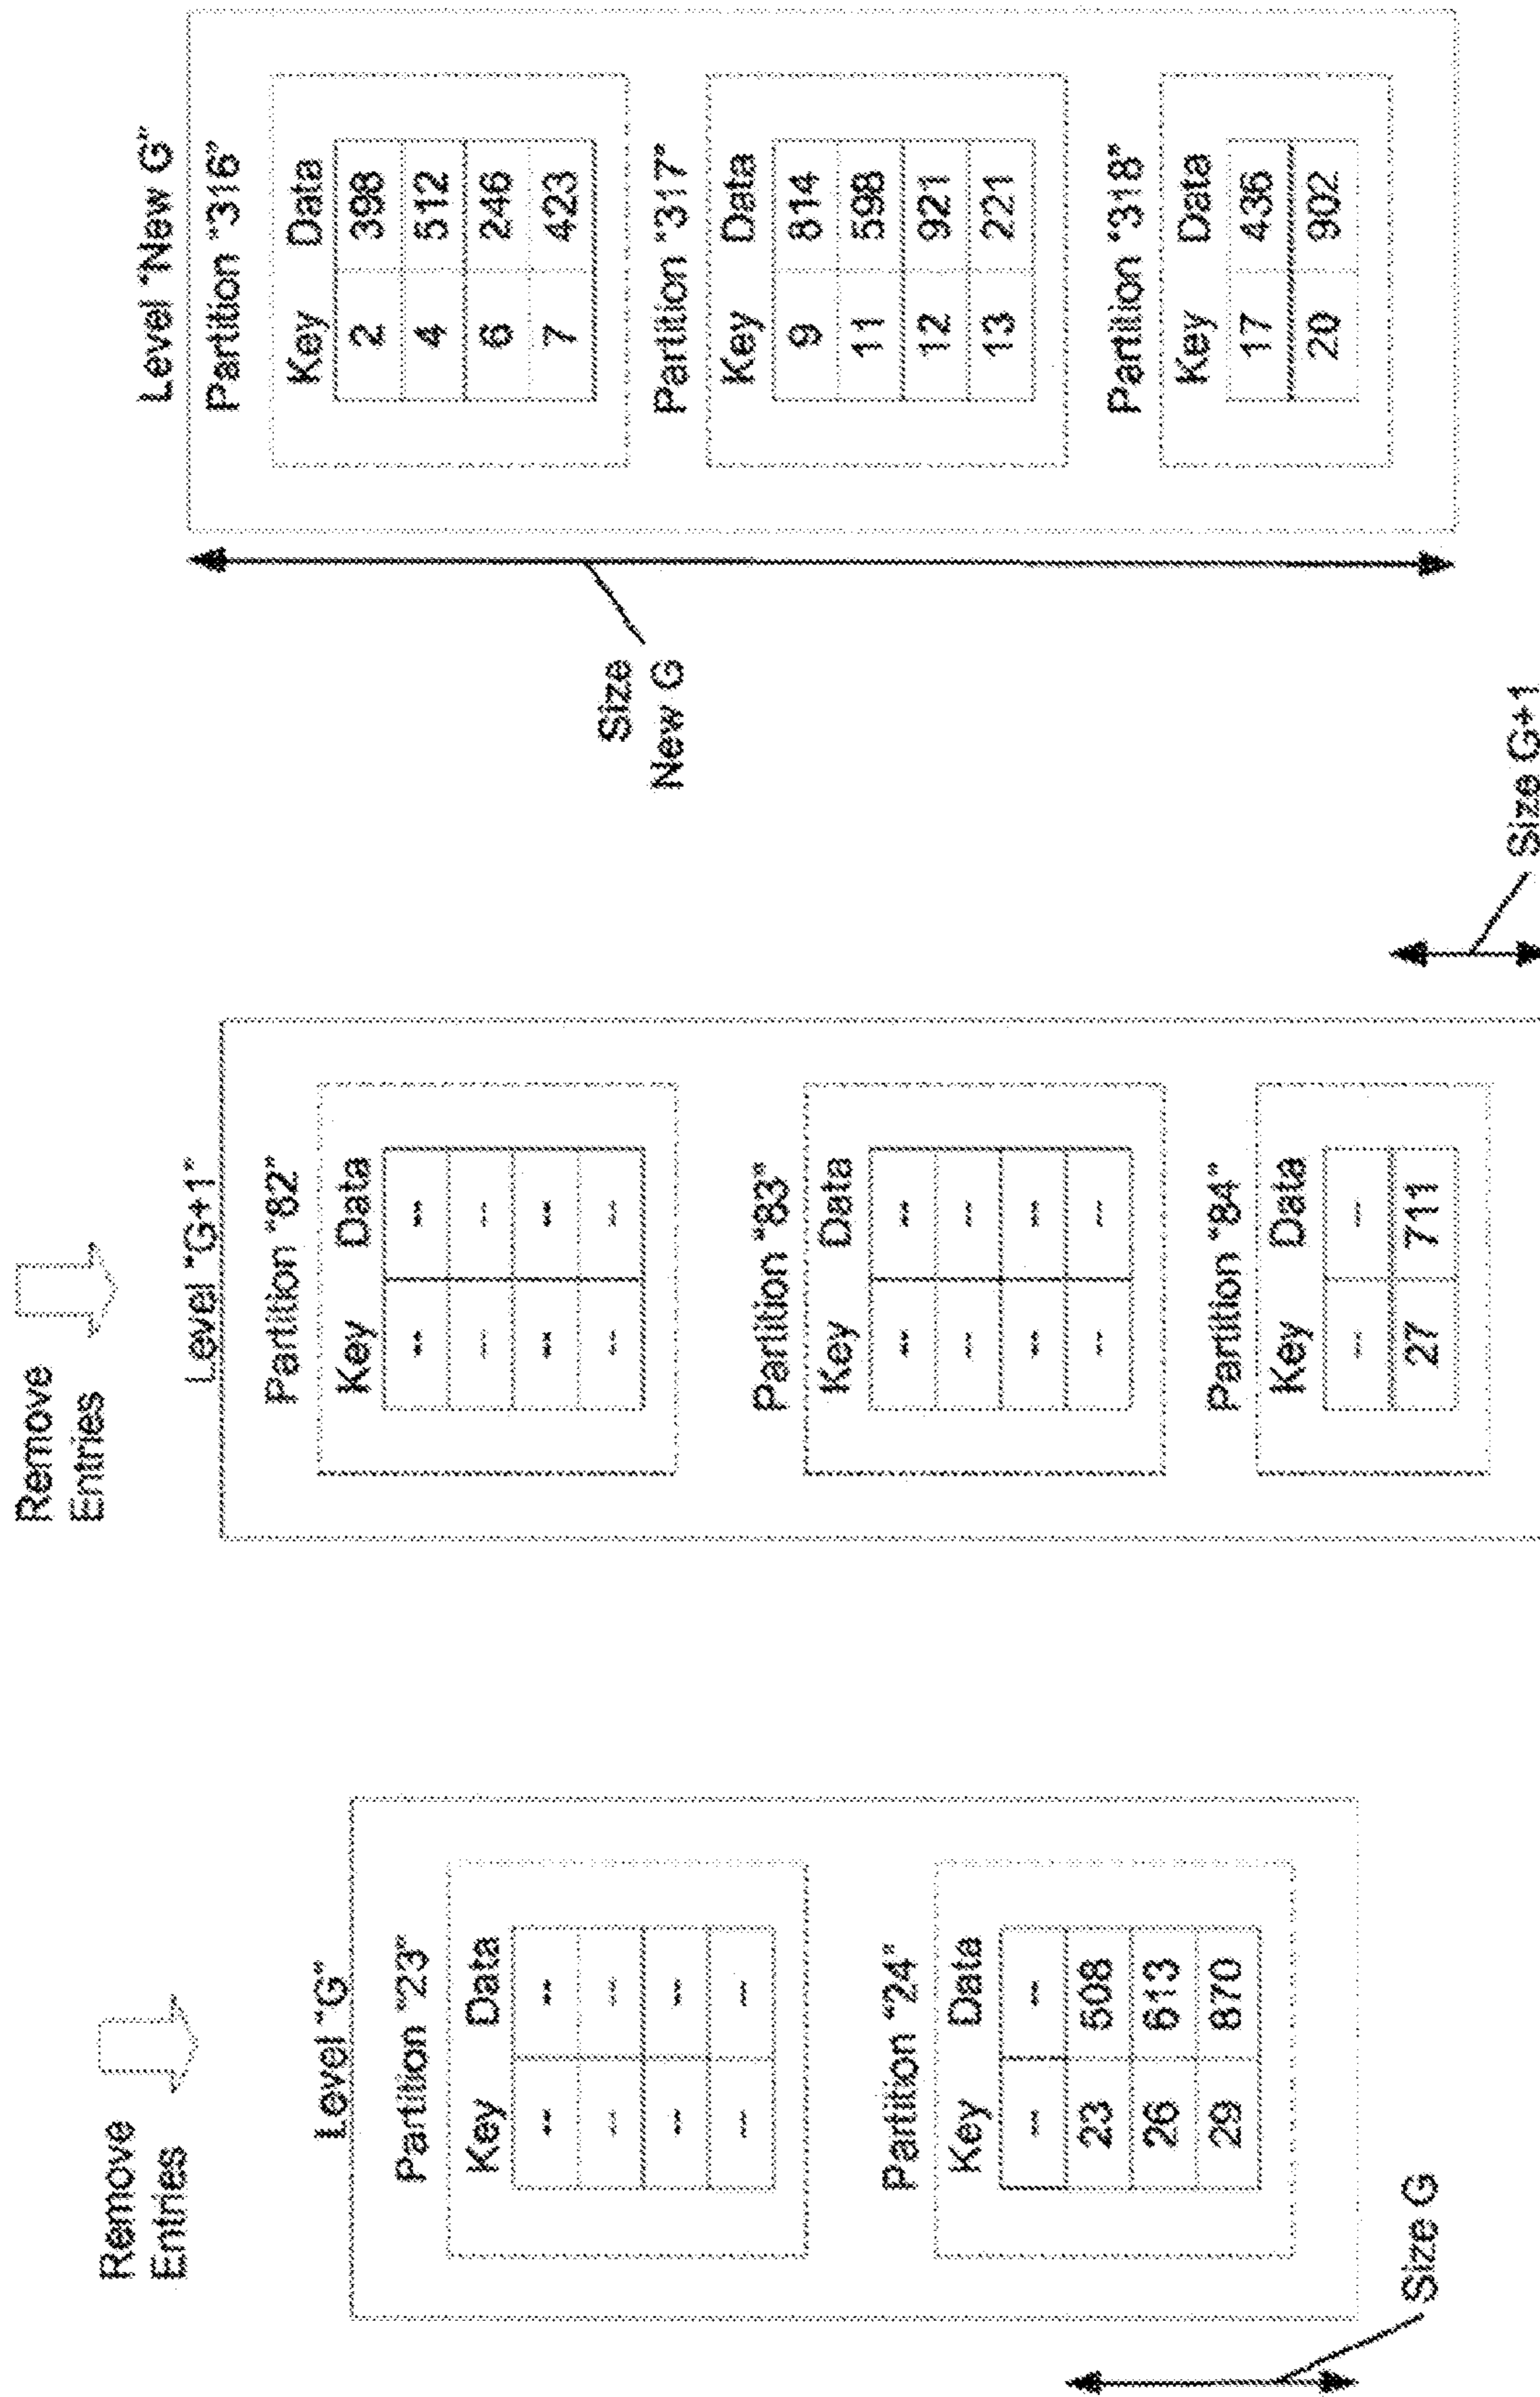 Remove
Entries
Level "G"
Partition "23"
Key Data
-- --
-- --
-- --
-- --
Partition "24"
Key Data
-- --
23 508
26 613
29 870
Size G
Remove
Entries
Level "G+1"
Partition "82"
Key Data
-- --
-- --
-- --
-- --
Partition "83"
Key Data
-- --
-- --
-- --
-- --
Partition "84"
Key Data
-- --
27 711
Size G+1
Level "New G"
Partition "316"
Key Data
2 398
4 512
6 246
7 423
Partition "317"
Key Data
9 814
11 598
12 921
13 221
Partition "318"
Key Data
17 436
20 902
Size
New G